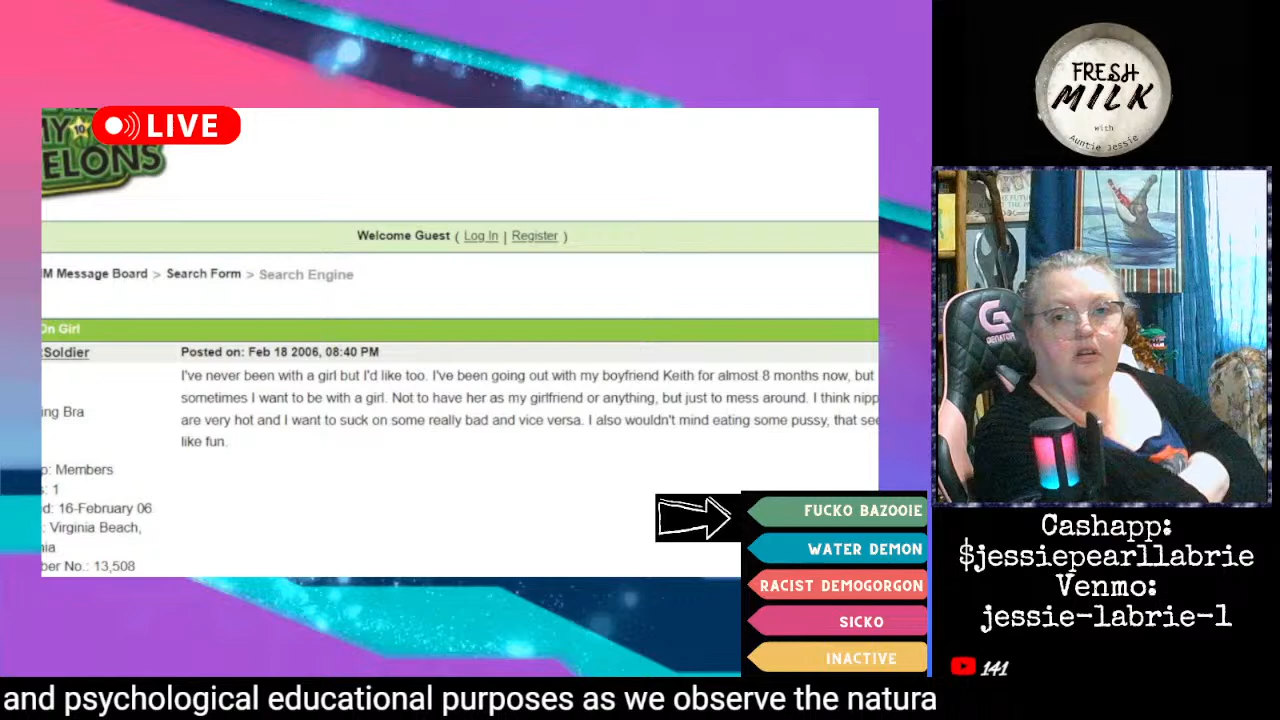 FRESH
MILK
with
Auntie Jessie
MY 10
ELONS
LIVE
Welcome Guest ( Log In | Register )
M Message Board > Search Form > Search Engine
On Girl
Soldier
Posted on: Feb 18 2006, 08:40 PM
I've never been with a girl but I'd like too. I've been going out with my boyfriend Keith for almost 8 months now, but
sometimes I want to be with a girl. Not to have her as my girlfriend or anything, but just to mess around. I think nipp
ing Bra
are very hot and I want to suck on some really bad and vice versa. I also wouldn't mind eating some pussy, that see
like fun.
p: Members
s: 1
d: 16-February 06
: Virginia Beach,
nia
ber No.: 13,508
FUCKO BAZOOIE
WATER DEMON
RACIST DEMOGORGON
SICKO
INACTIVE
GENATOR
Cashapp:
$jessiepearllabrie
Venmo:
jessie-labrie-1
141
and psychological educational purposes as we observe the natura